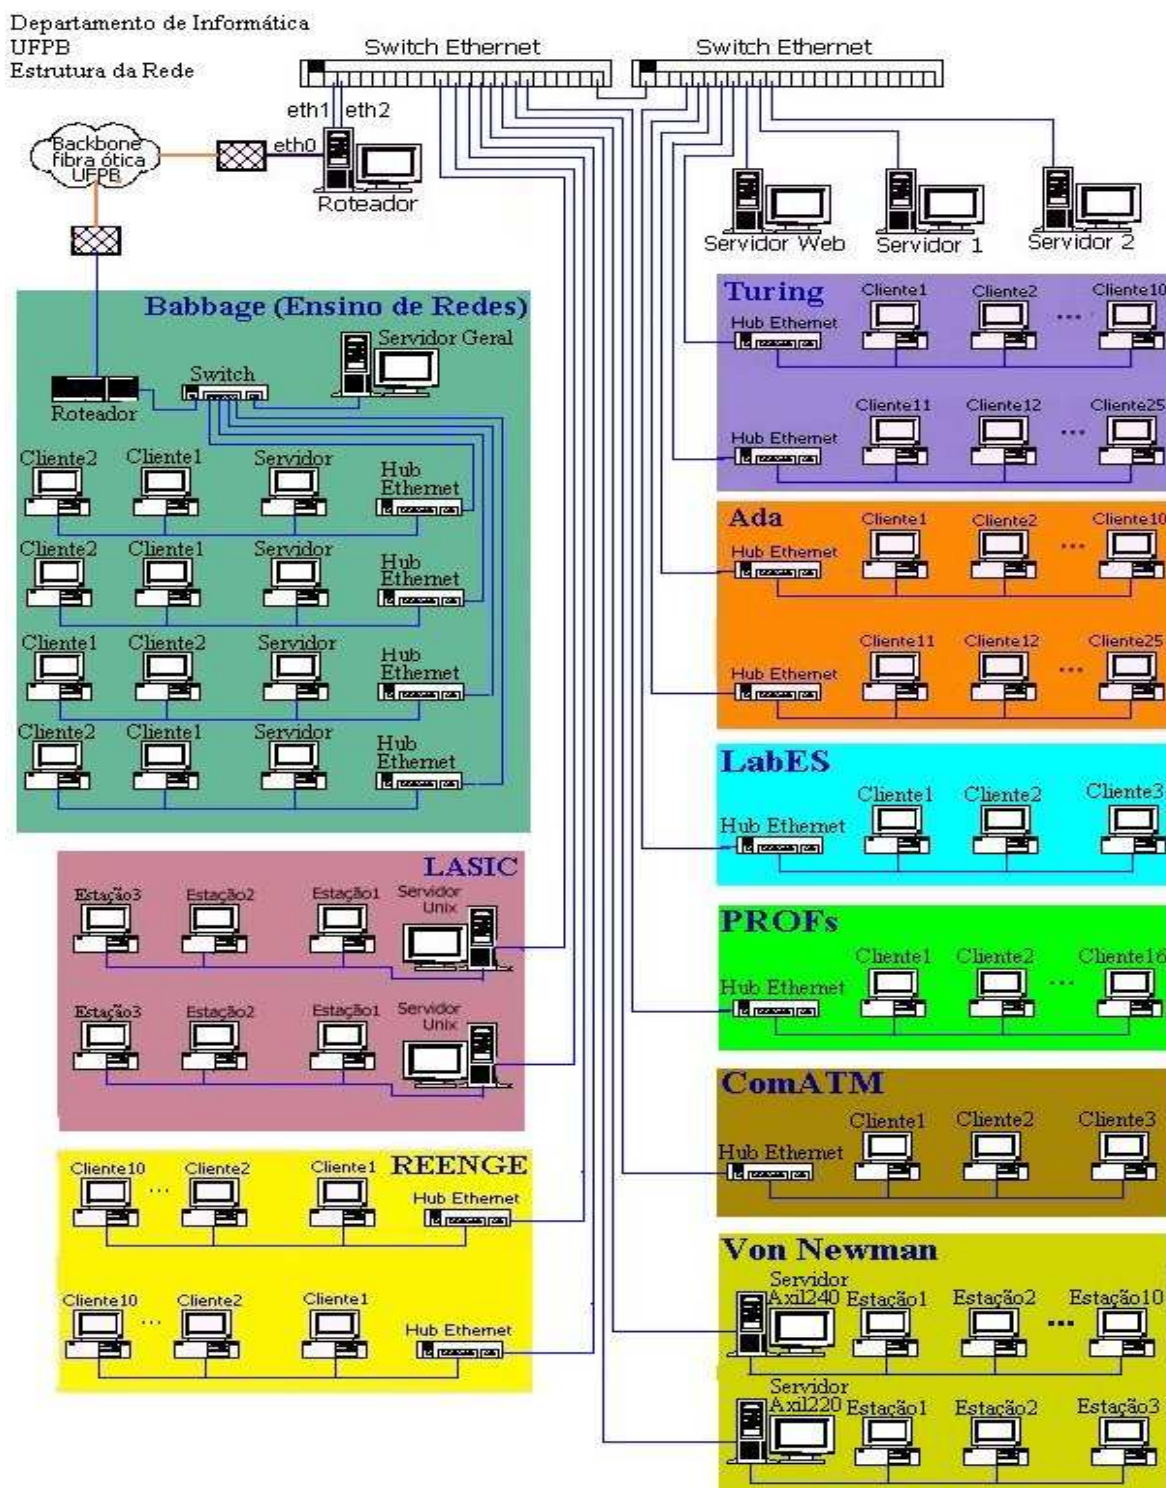 Departamento de Informática
UFPB
Estrutura da Rede
Switch Ethernet
Switch Ethernet
eth1
eth2
eth0
Backbone
fibra ótica
UFPB
Roteador
Servidor Web
Servidor 1
Servidor 2
Babbage (Ensino de Redes)
Servidor Geral
Switch
Roteador
Cliente2
Cliente1
Servidor
Hub
Ethernet
Cliente2
Cliente1
Servidor
Hub
Ethernet
Cliente1
Cliente2
Servidor
Hub
Ethernet
Cliente2
Cliente1
Servidor
Hub
Ethernet
LASIC
Estação3
Estação2
Estação1
Servidor
Unix
Estação3
Estação2
Estação1
Servidor
Unix
REENGE
Cliente10
...
Cliente2
Cliente1
Hub Ethernet
Cliente10
...
Cliente2
Cliente1
Hub Ethernet
Turing
Hub Ethernet
Cliente1
Cliente2
...
Cliente10
Hub Ethernet
Cliente11
Cliente12
...
Cliente25
Ada
Hub Ethernet
Cliente1
Cliente2
...
Cliente10
Hub Ethernet
Cliente11
Cliente12
...
Cliente25
LabES
Hub Ethernet
Cliente1
Cliente2
Cliente3
PROFs
Hub Ethernet
Cliente1
Cliente2
...
Cliente16
ComATM
Hub Ethernet
Cliente1
Cliente2
Cliente3
Von Newman
Servidor
Axil240
Estação1
Estação2
...
Estação10
Servidor
Axil220
Estação1
Estação2
Estação3